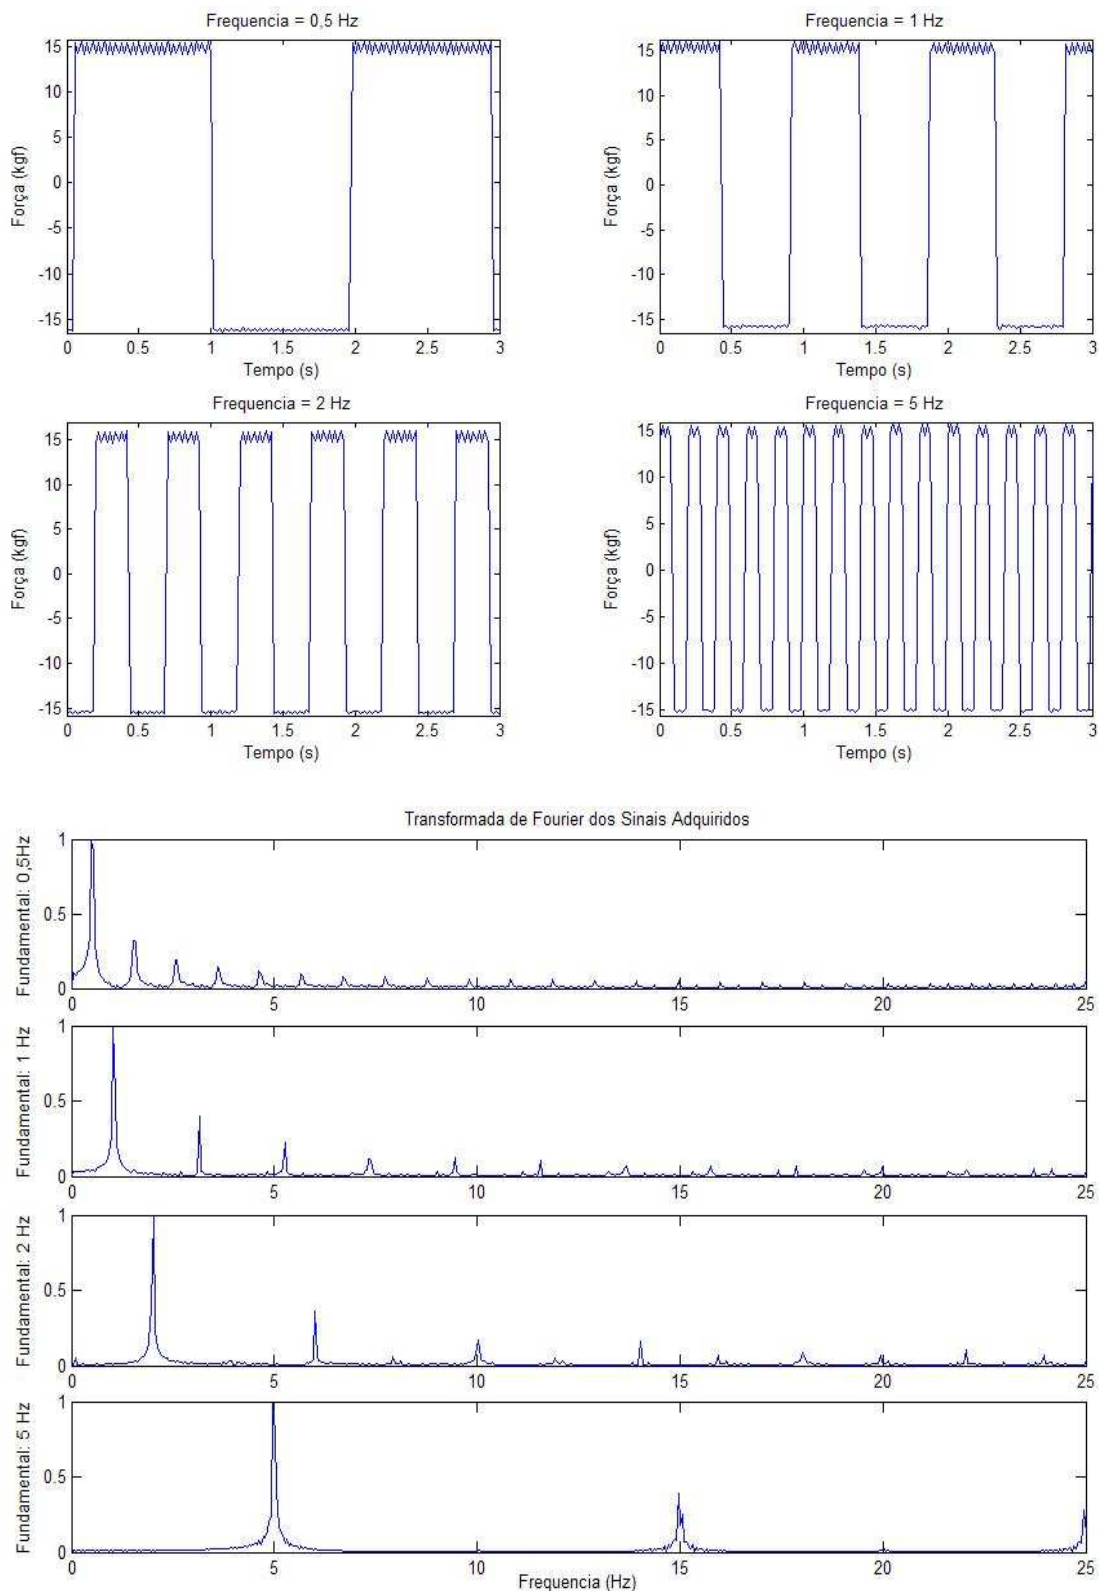 Frequencia = 0,5 Hz
Força (kgf)
15
10
5
0
-5
-10
-15
0 0.5 1 1.5 2 2.5 3
Tempo (s)
Frequencia = 1 Hz
Força (kgf)
15
10
5
0
-5
-10
-15
0 0.5 1 1.5 2 2.5 3
Tempo (s)
Frequencia = 2 Hz
Força (kgf)
15
10
5
0
-5
-10
-15
0 0.5 1 1.5 2 2.5 3
Tempo (s)
Frequencia = 5 Hz
Força (kgf)
15
10
5
0
-5
-10
-15
0 0.5 1 1.5 2 2.5 3
Tempo (s)
Transformada de Fourier dos Sinais Adquiridos
Fundamental: 0,5Hz
1
0.5
0
0 5 10 15 20 25
Fundamental: 1 Hz
1
0.5
0
0 5 10 15 20 25
Fundamental: 2 Hz
1
0.5
0
0 5 10 15 20 25
Fundamental: 5 Hz
1
0.5
0
0 5 10 15 20 25
Frequencia (Hz)